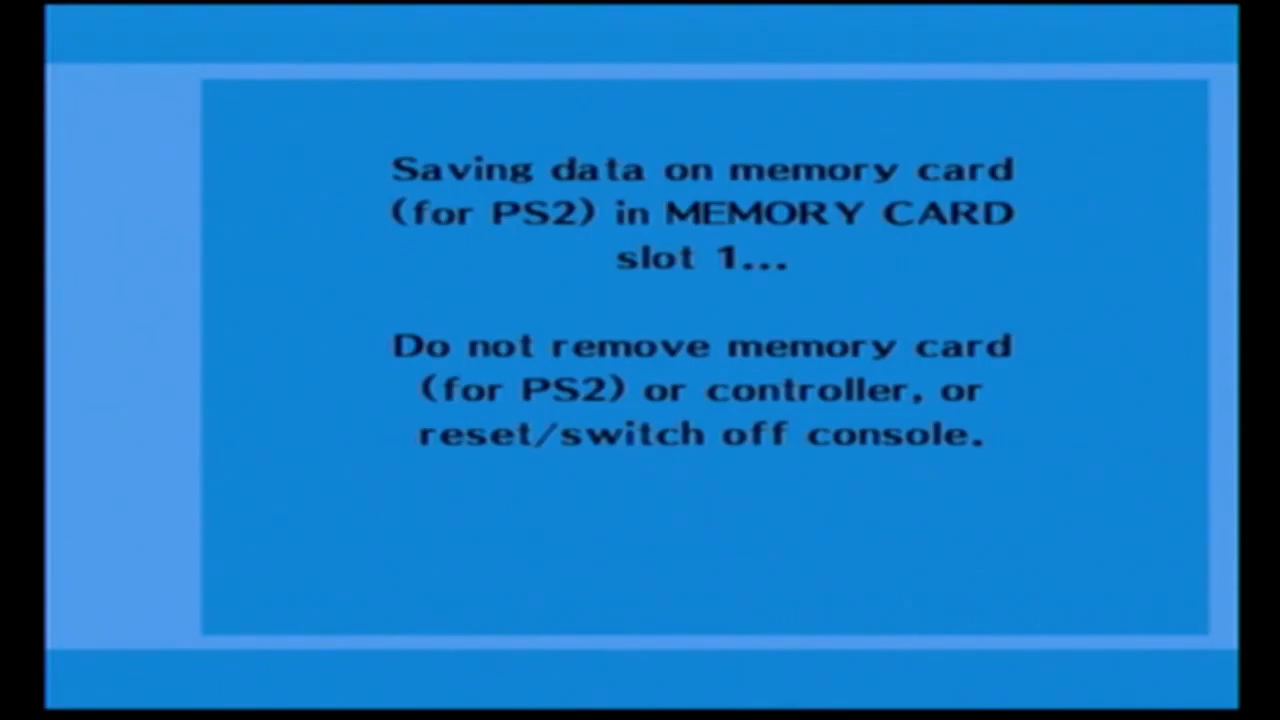 Saving data on memory card
(for PS2) in MEMORY CARD
slot 1...
Do not remove memory card
(for PS2) or controller, or
reset/switch off console.